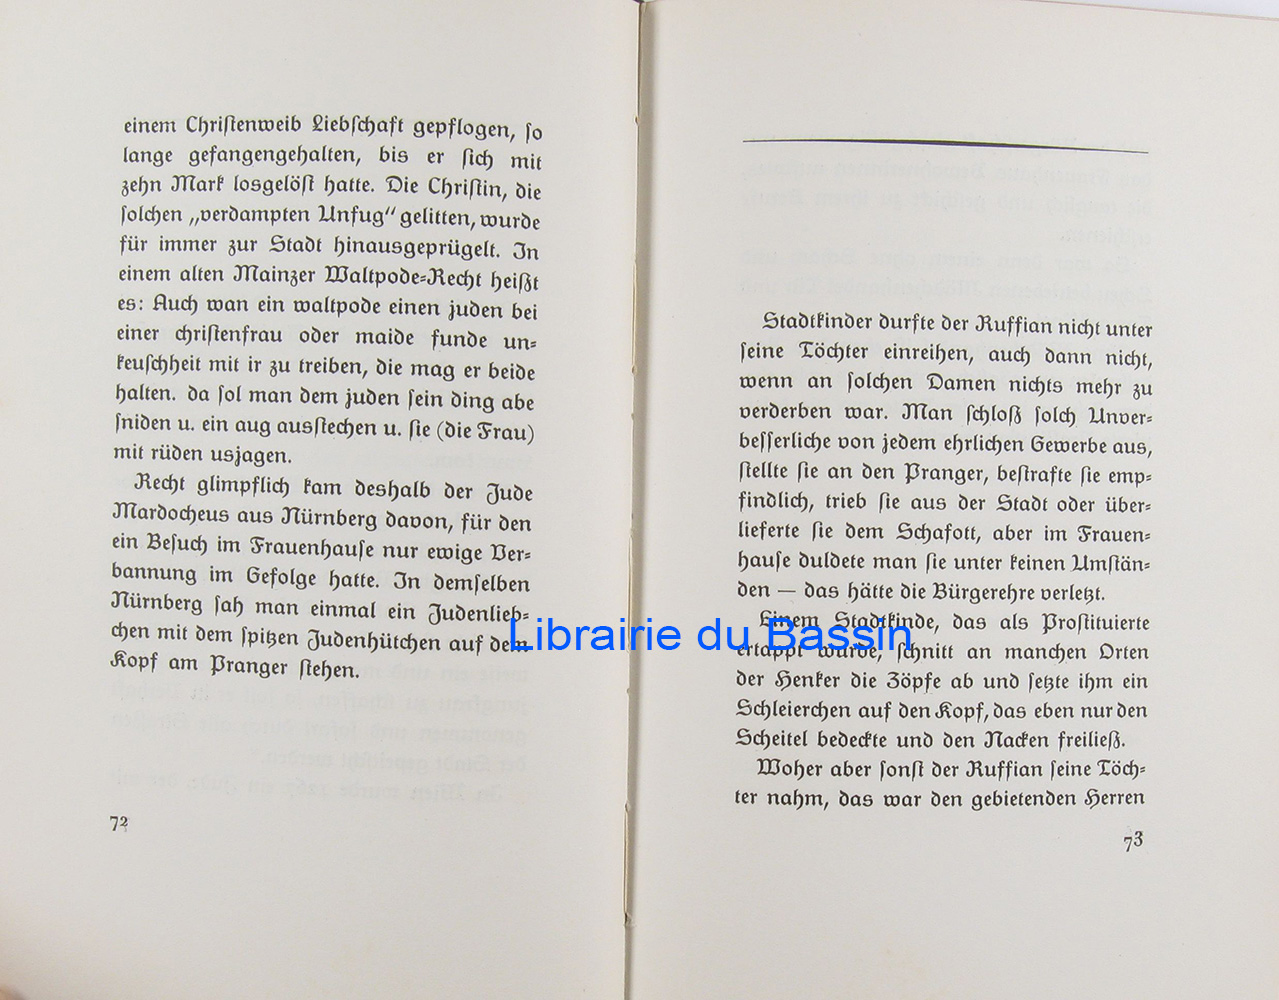 einem Christenweib Liebschaft gepflogen, so
lange gefangengehalten, bis er sich mit
zehn Mark losgelöst hatte. Die Christin, die
solchen „verdampten Unfug“ gelitten, wurde
für immer zur Stadt hinausgeprügelt. In
einem alten Mainzer Waltpode-Recht heißt
es: Auch wan ein waltpode einen juden bei
einer christenfrau oder maide funde un-
keuschheit mit ir zu treiben, die mag er beide
halten. da sol man dem juden sein ding abe
sniden u. ein aug ausstechen u. sie (die Frau)
mit rüden usjagen.
Recht glimpflich kam deshalb der Jude
Mardocheus aus Nürnberg davon, für den
ein Besuch im Frauenhause nur ewige Ver-
bannung im Gefolge hatte. In demselben
Nürnberg sah man einmal ein Judenlieb-
chen mit dem spitzen Judenhütchen auf dem
Kopf am Pranger stehen.
72
Stadtkinder durfte der Ruffian nicht unter
seine Töchter einreihen, auch dann nicht,
wenn an solchen Damen nichts mehr zu
verderben war. Man schloß solch Unver-
besserliche von jedem ehrlichen Gewerbe aus,
stellte sie an den Pranger, bestrafte sie emp-
findlich, trieb sie aus der Stadt oder über-
lieferte sie dem Schafott, aber im Frauen-
hause duldete man sie unter keinen Umstän-
den — das hätte die Bürgerehre verletzt.
Einem Stadtkinde, das als Prostituierte
ertappt wurde, schnitt an manchen Orten
der Henker die Zöpfe ab und setzte ihm ein
Schleierchen auf den Kopf, das eben nur den
Scheitel bedeckte und den Nacken freiließ.
Woher aber sonst der Ruffian seine Töch-
ter nahm, das war den gebietenden Herren
73
Librairie du Bassin